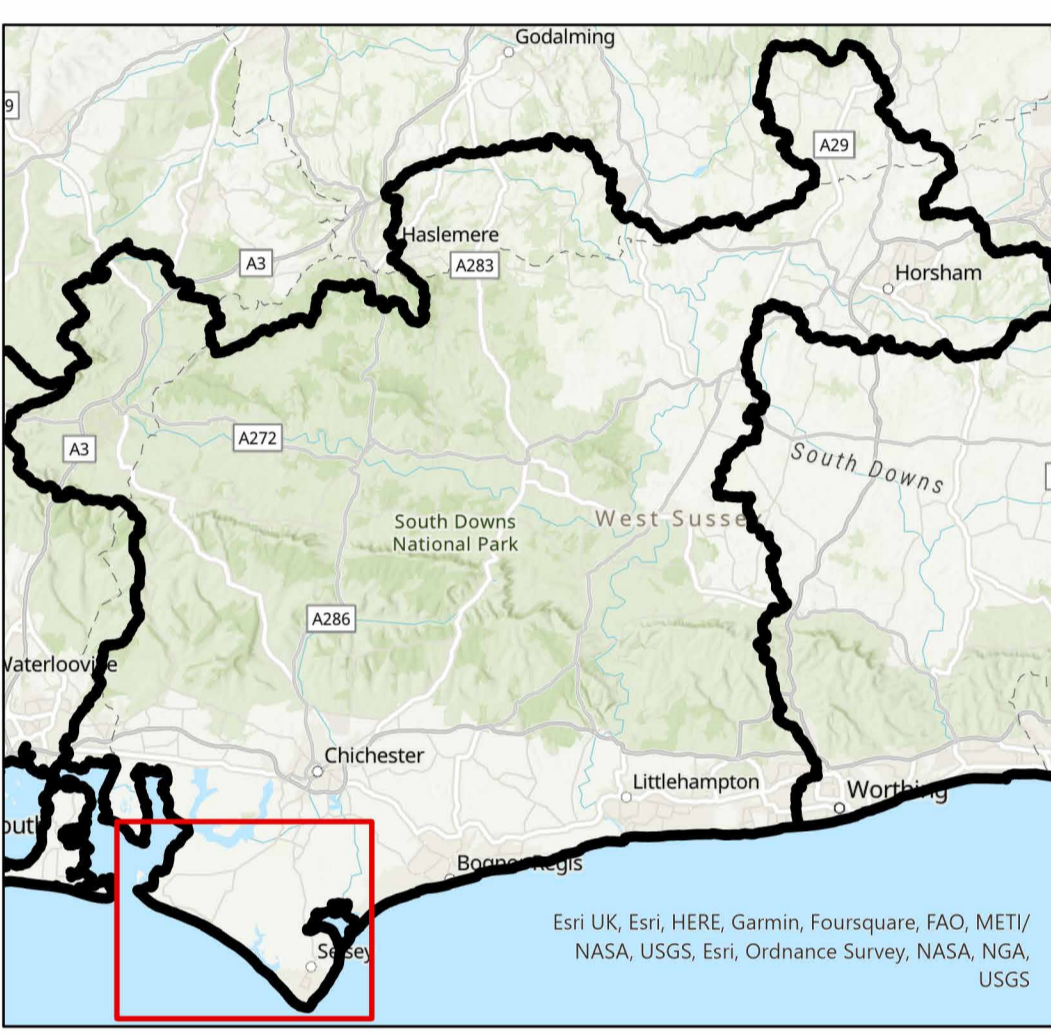 Godalming
9
A29
Haslemere
A3
A283
Horsham
A3
A272
South Downs
South Downs
National Park
West Sussex
A286
Waterlooville
Chichester
Littlehampton
Worthing
out
Bognor Regis
Selsey
Esri UK, Esri, HERE, Garmin, Foursquare, FAO, METI/
NASA, USGS, Esri, Ordnance Survey, NASA, NGA,
USGS